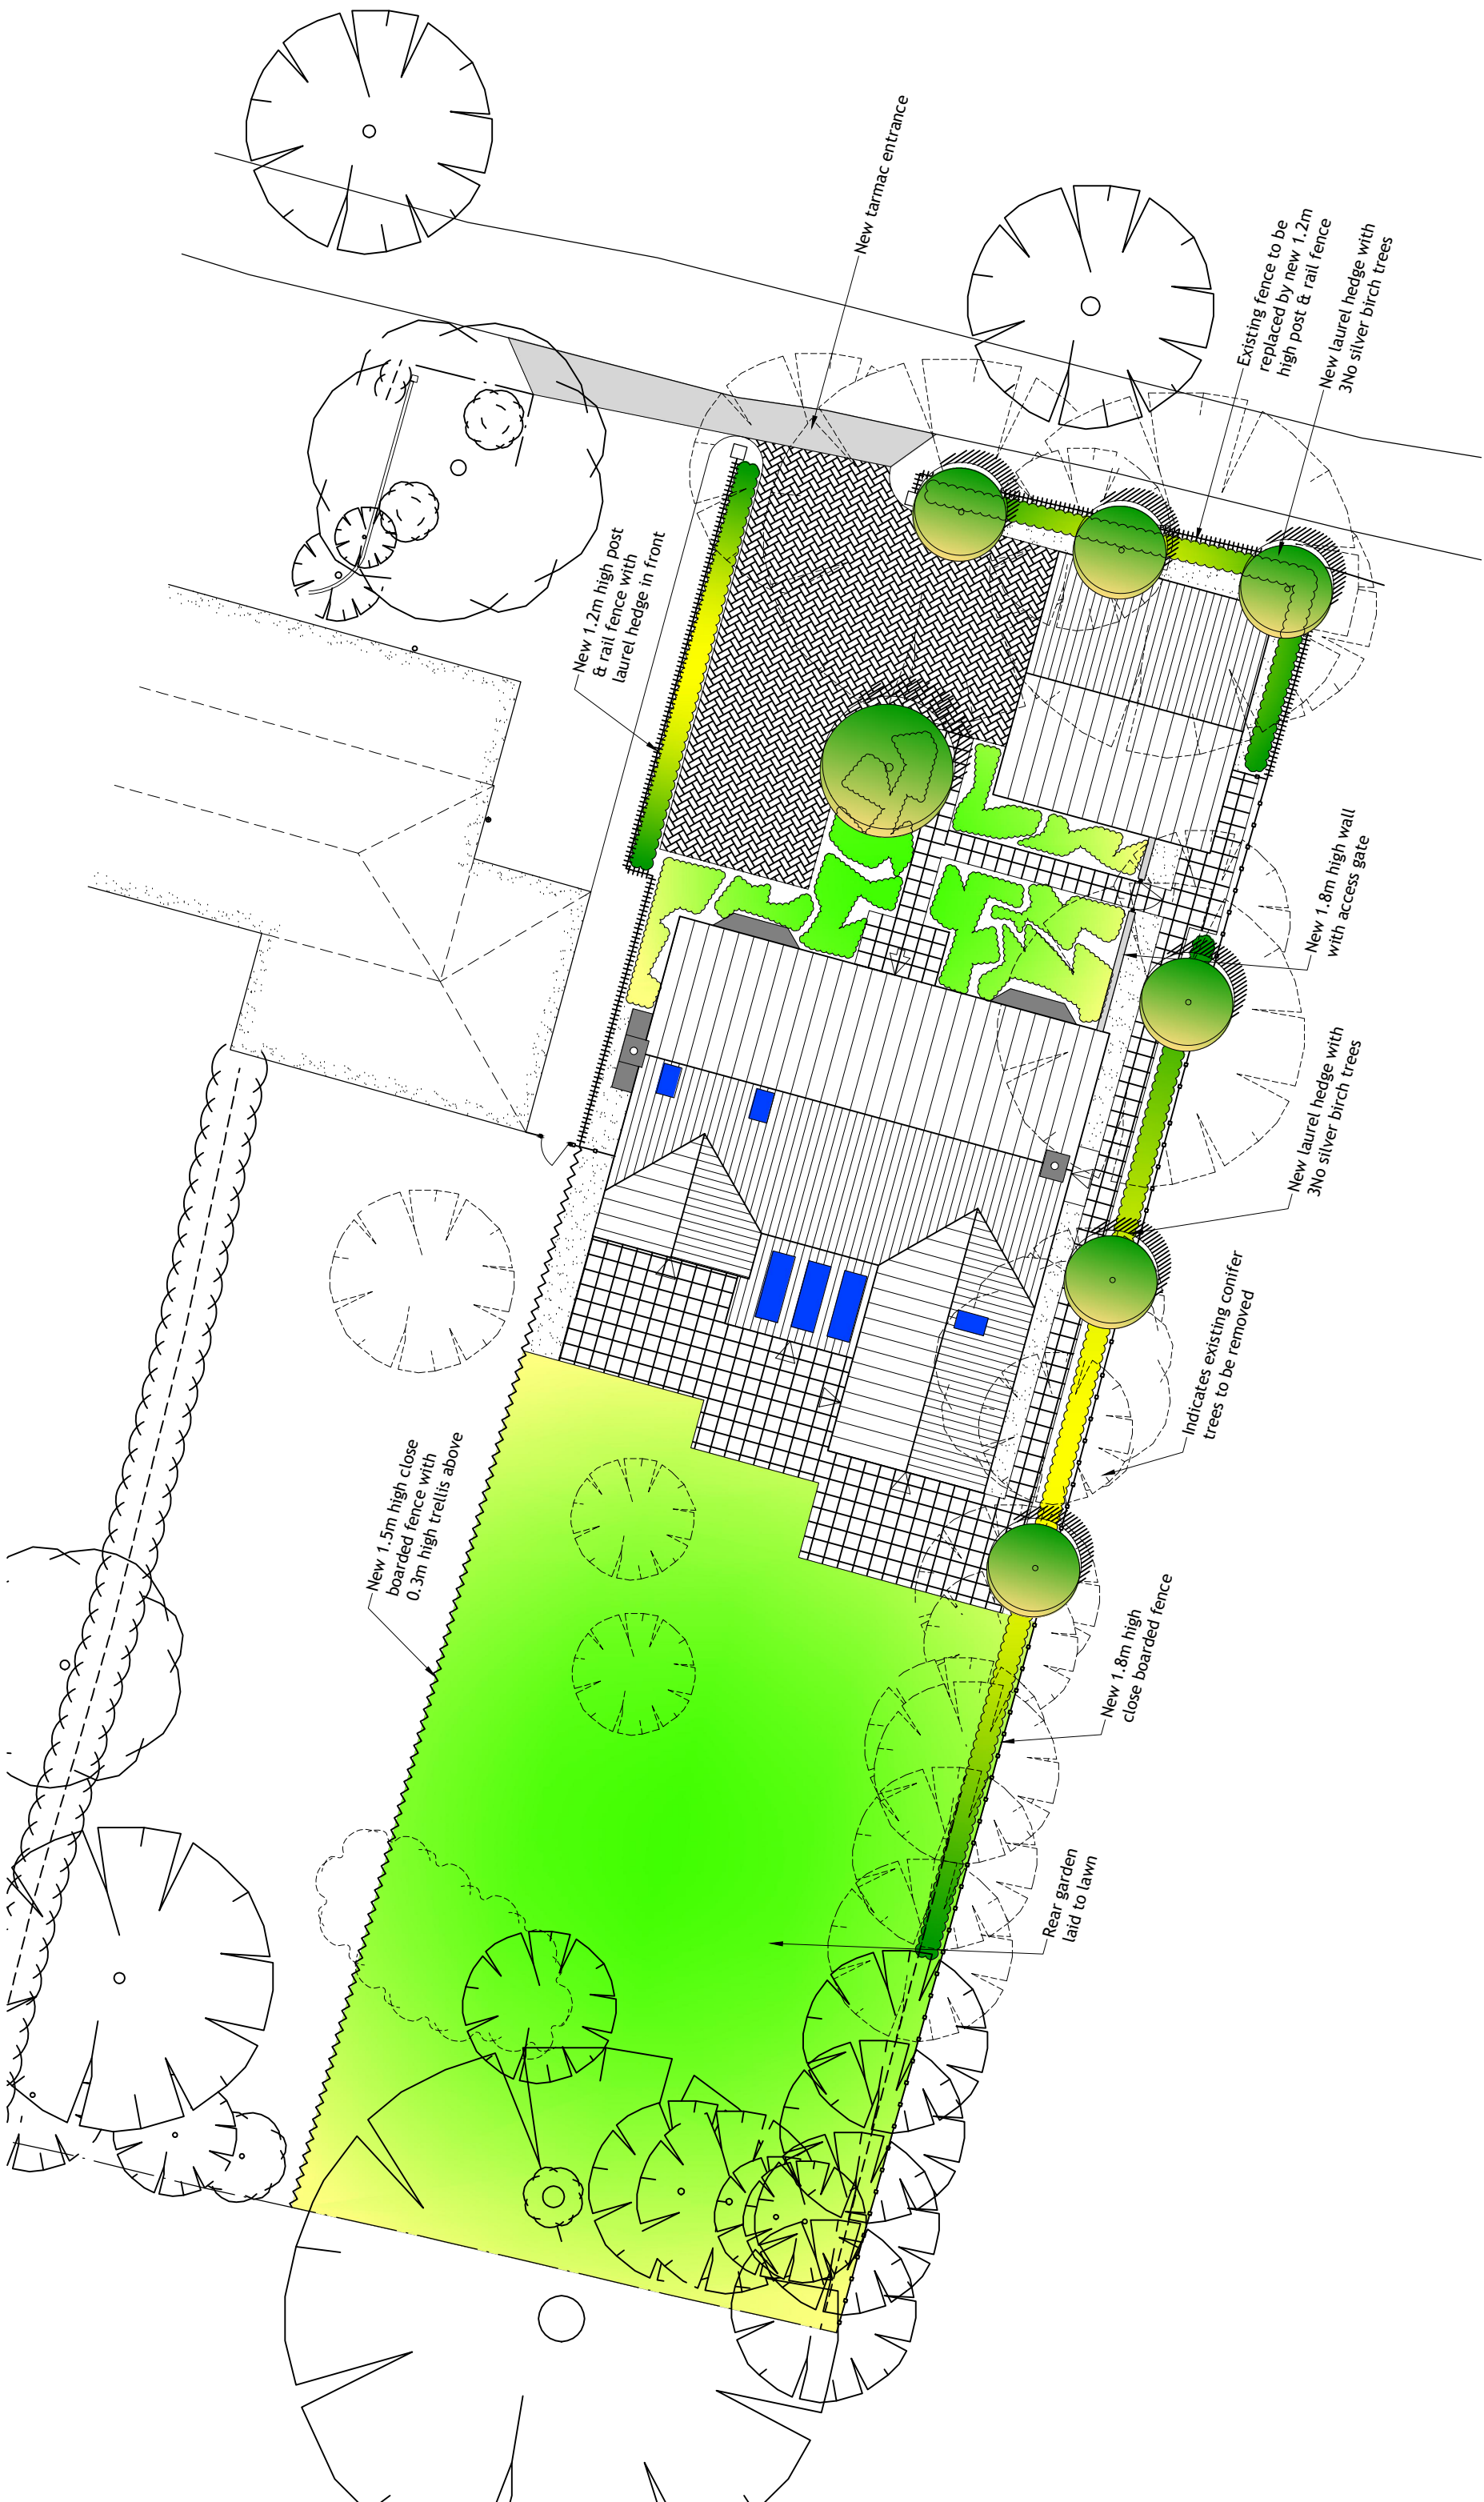 New tarmac entrance
Existing fence to be
replaced by new 1.2m
high post & rail fence
New laurel hedge with
3No silver birch trees
New 1.2m high post
& rail fence with
laurel hedge in front
New 1.8m high wall
with access gate
New laurel hedge with
3No silver birch trees
Indicates existing conifer
trees to be removed
New 1.5m high close
boarded fence with
0.3m high trellis above
New 1.8m high
close boarded fence
Rear garden
laid to lawn